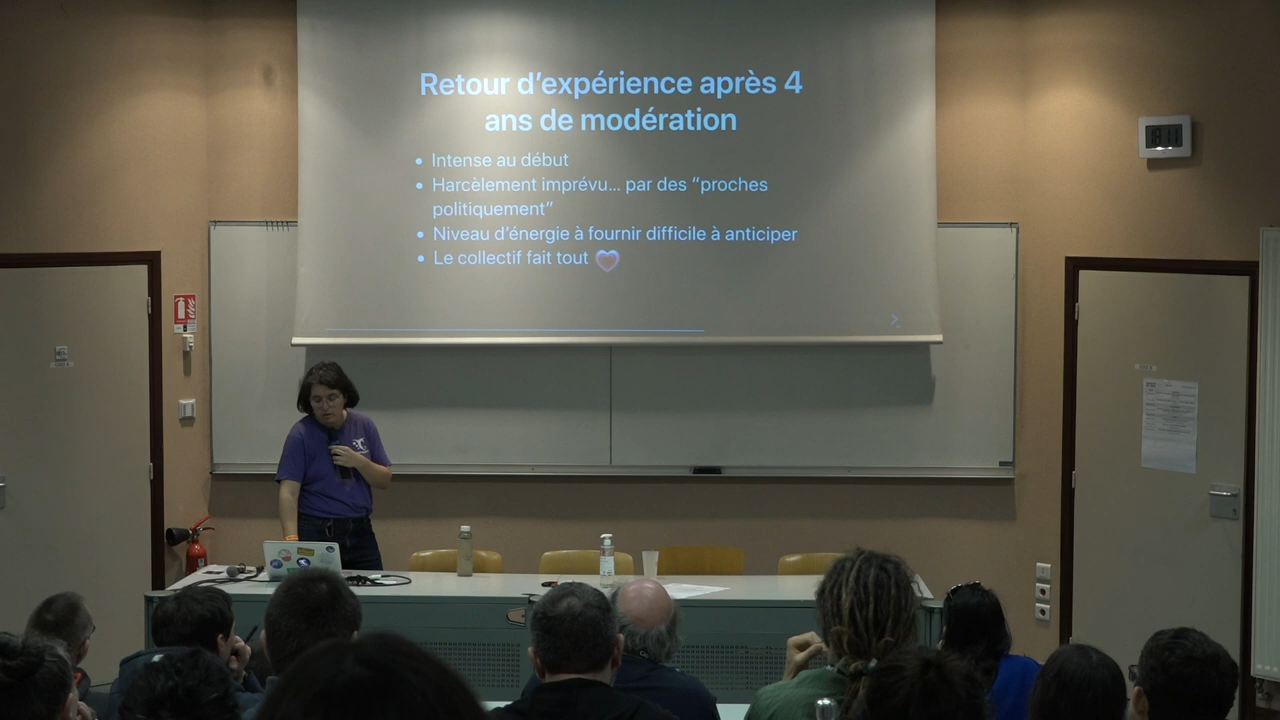 Retour d’expérience après 4
ans de modération
• Intense au début
• Harcèlement imprévu... par des “proches
politiquement”
• Niveau d’énergie à fournir difficile à anticiper
• Le collectif fait tout